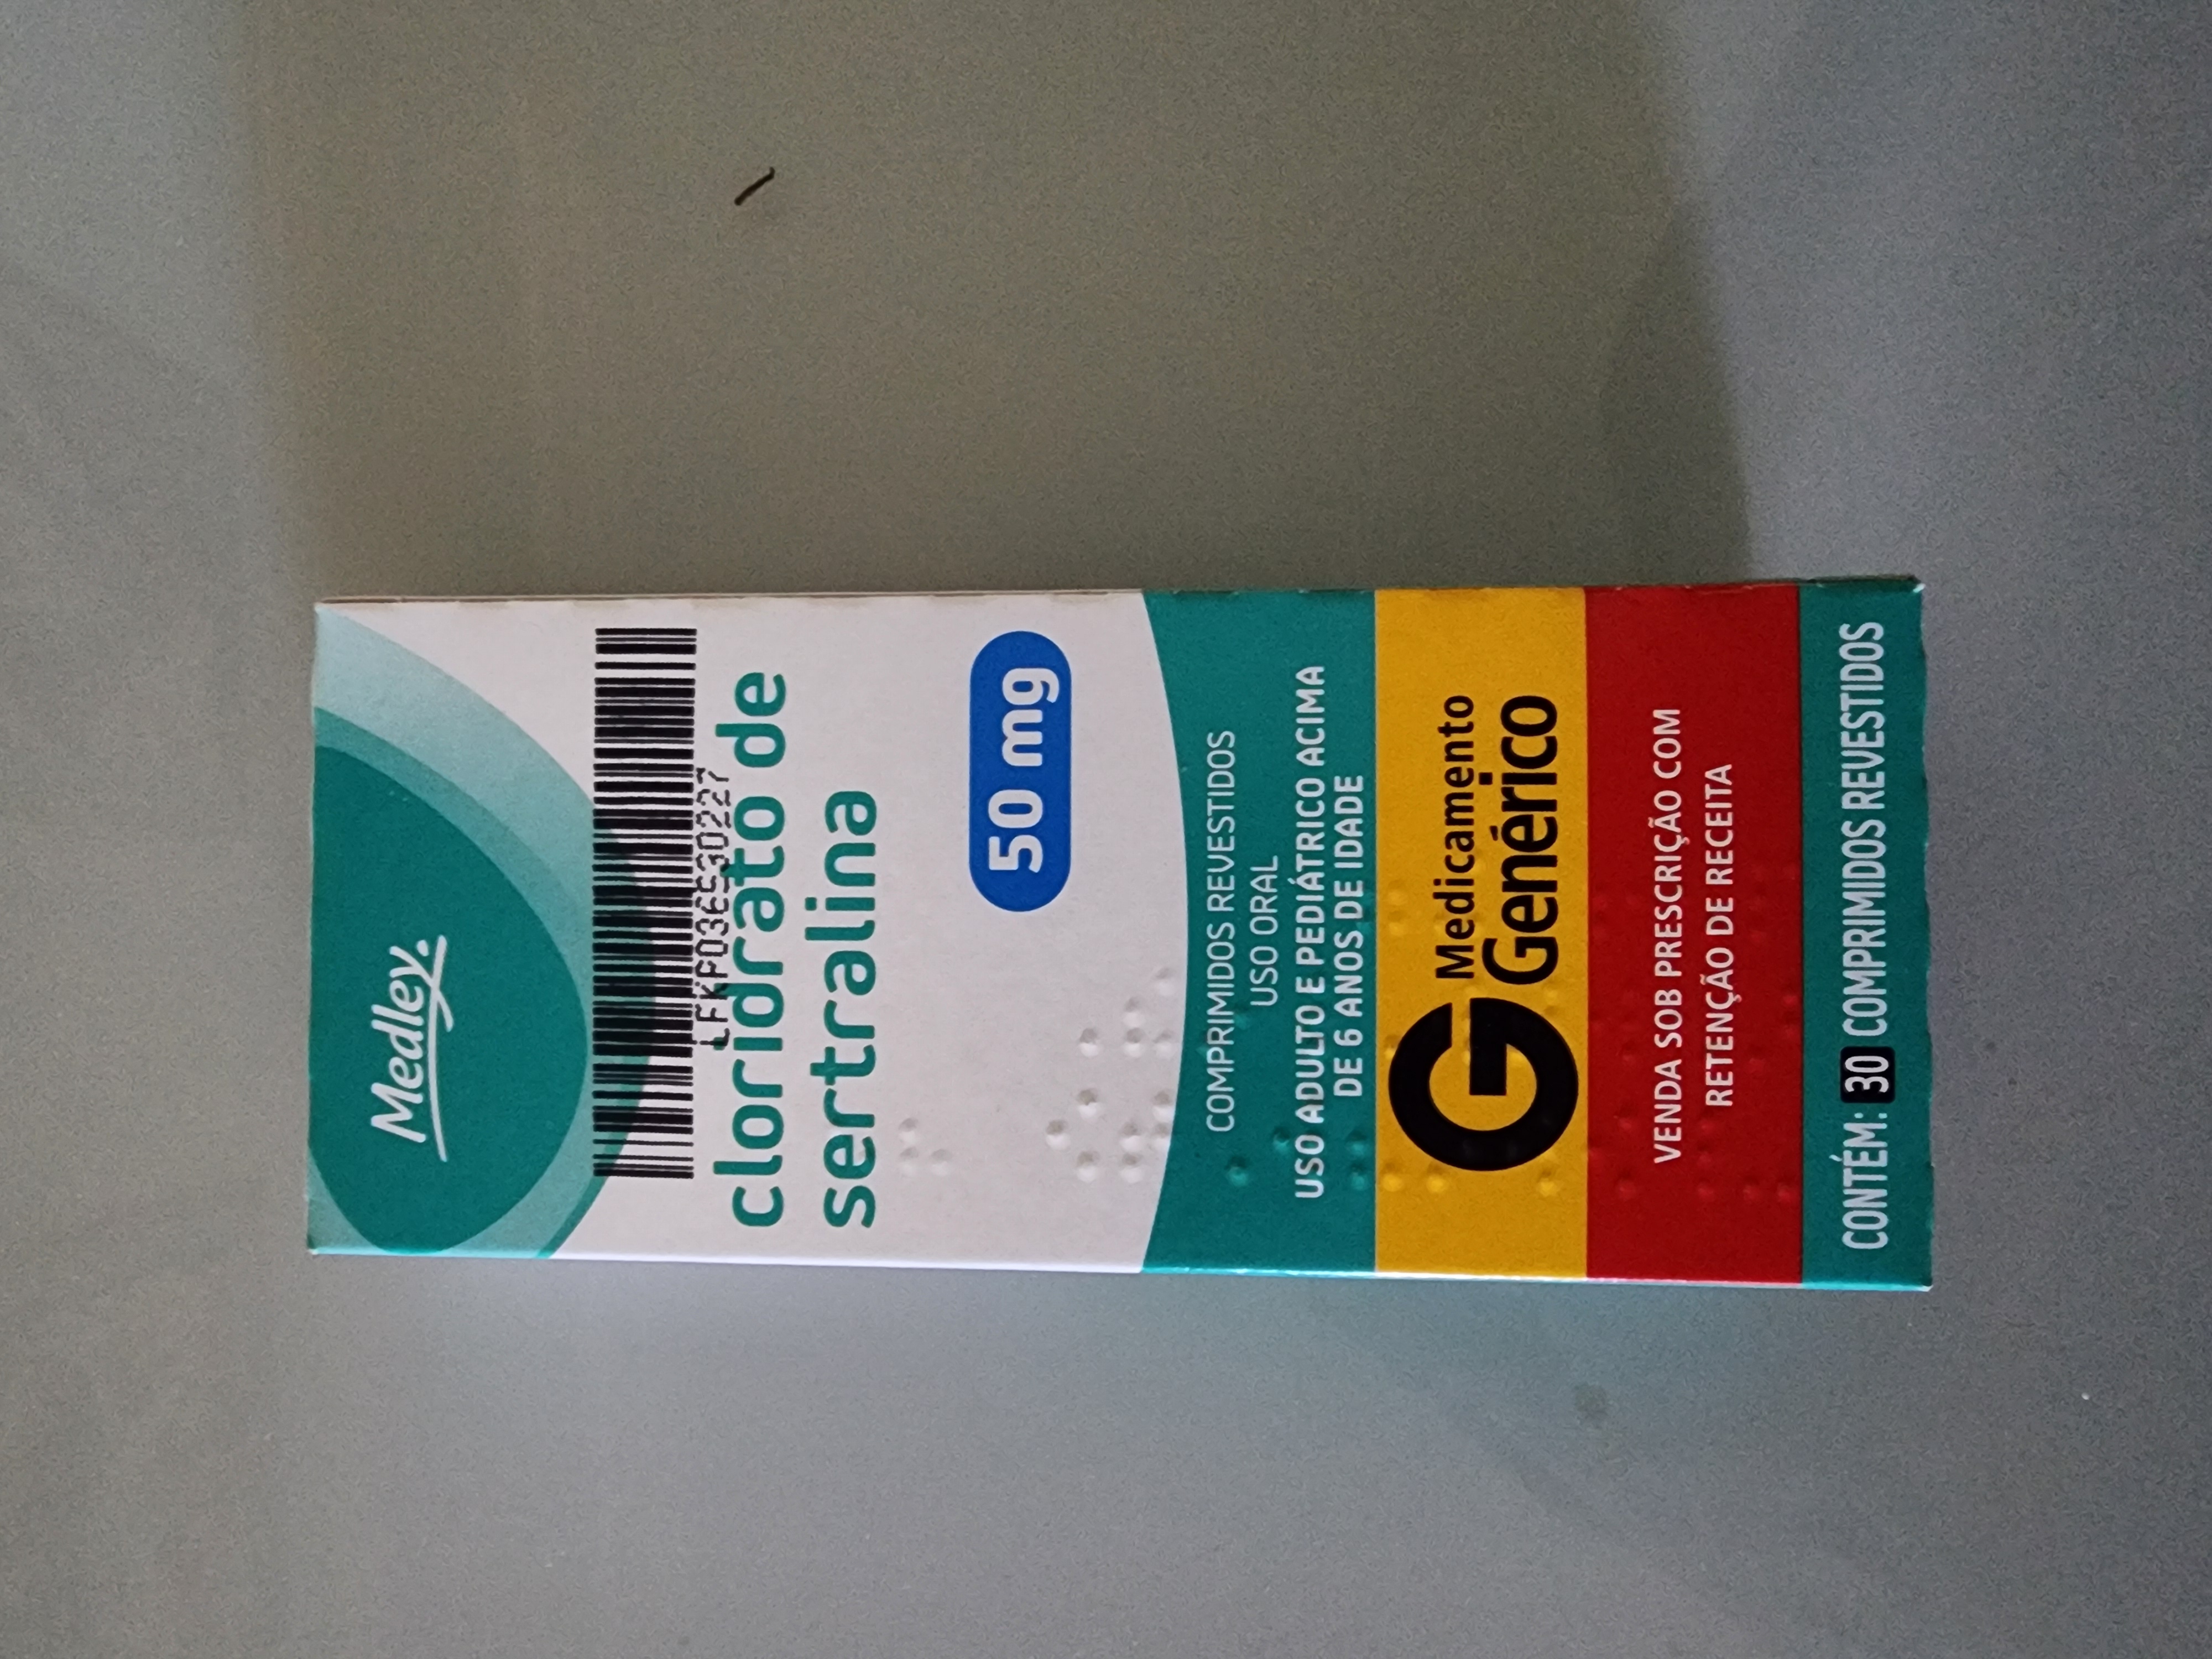 Medley.
LFKF036530227
cloridrato de
sertralina
50 mg
COMPRIMIDOS REVESTIDOS
USO ORAL
USO ADULTO E PEDIÁTRICO ACIMA
DE 6 ANOS DE IDADE
G Medicamento
Genérico
VENDA SOB PRESCRIÇÃO COM
RETENÇÃO DE RECEITA
CONTÉM: 30 COMPRIMIDOS REVESTIDOS